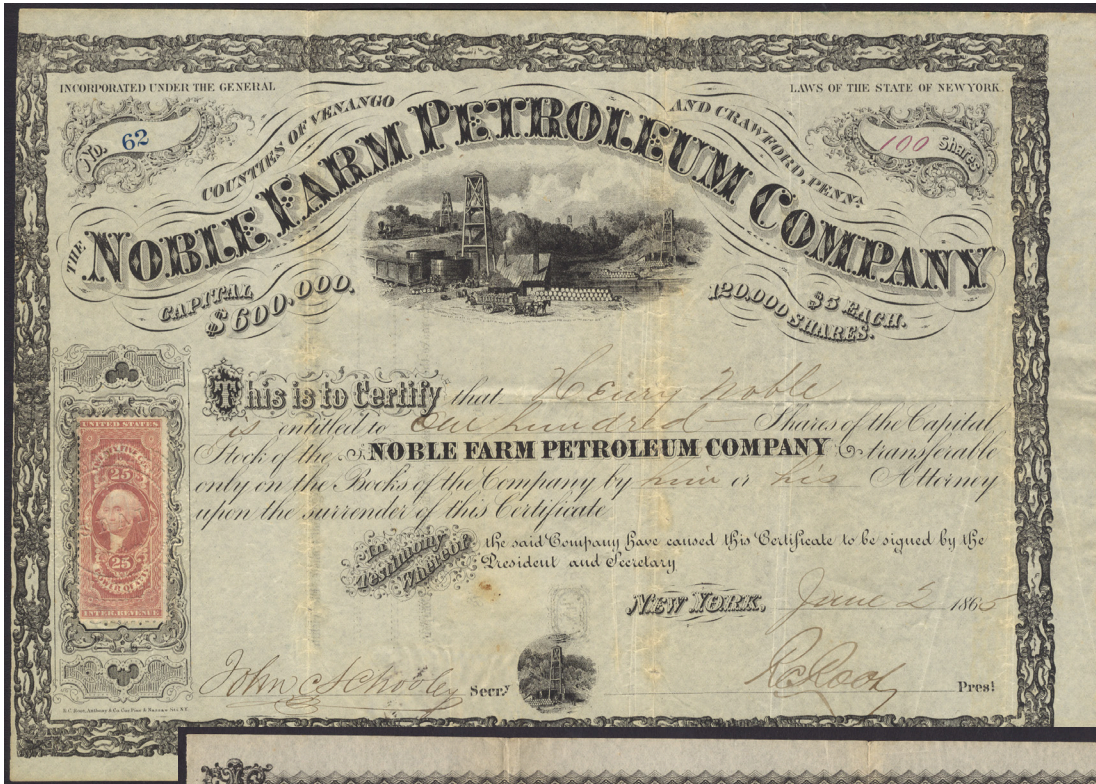 INCORPORATED UNDER THE GENERAL LAWS OF THE STATE OF NEW YORK.
No. 62
100 Shares
COUNTIES OF VENANGO AND CRAWFORD, PENNA.
THE NOBLE FARM PETROLEUM COMPANY
CAPITAL
$600.000.
$5 EACH.
120.000 SHARES.
This is to Certify that Henry Noble
is entitled to One hundred Shares of the Capital
Stock of the NOBLE FARM PETROLEUM COMPANY transferable
only on the Books of the Company by him or his Attorney
upon the surrender of this Certificate
In Testimony Whereof the said Company have caused this Certificate to be signed by the
President and Secretary
NEW YORK, June 2 1865
John C Schooley Secry
Prest
UNITED STATES
25
25
INTER. REVENUE